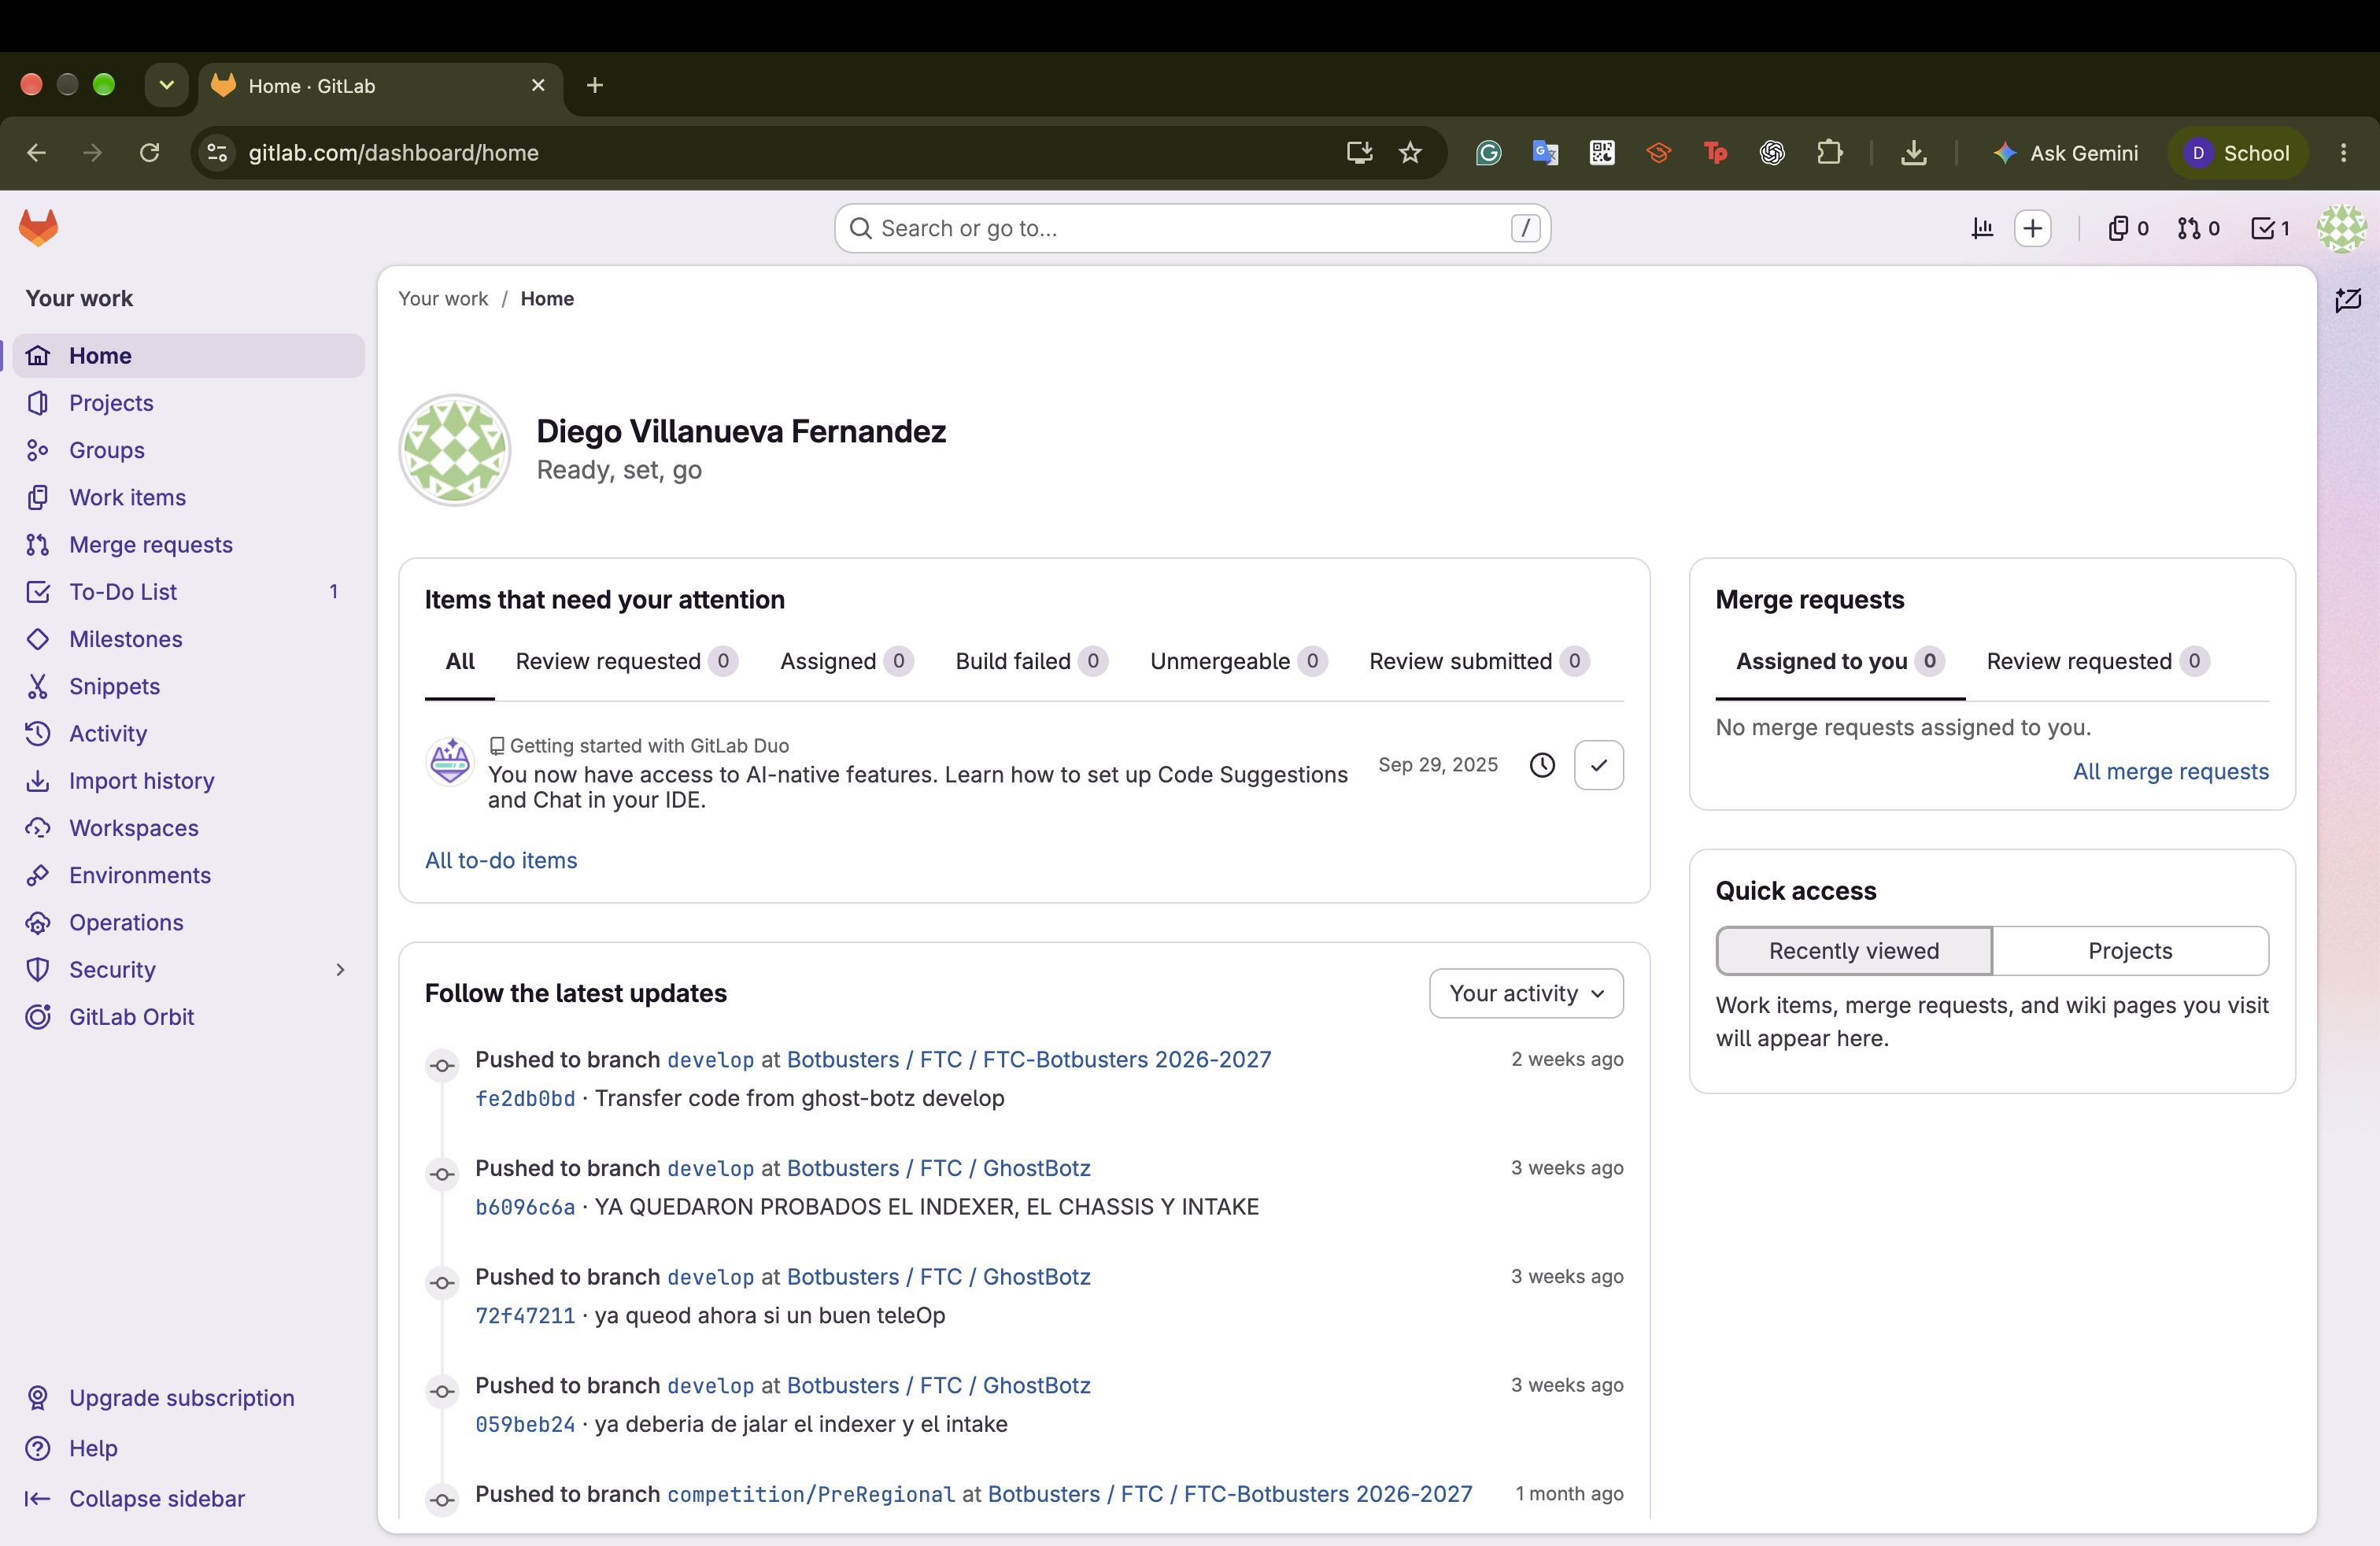 Home · GitLab
gitlab.com/dashboard/home
Ask Gemini
D School
Search or go to...
/
0
0
1
Your work
Home
Projects
Groups
Work items
Merge requests
To-Do List 1
Milestones
Snippets
Activity
Import history
Workspaces
Environments
Operations
Security
GitLab Orbit
Upgrade subscription
Help
Collapse sidebar
Your work / Home
Diego Villanueva Fernandez
Ready, set, go
Items that need your attention
All Review requested 0 Assigned 0 Build failed 0 Unmergeable 0 Review submitted 0
Getting started with GitLab Duo
You now have access to AI-native features. Learn how to set up Code Suggestions
and Chat in your IDE.
Sep 29, 2025
All to-do items
Follow the latest updates
Your activity
Pushed to branch develop at Botbusters / FTC / FTC-Botbusters 2026-2027 2 weeks ago
fe2db0bd · Transfer code from ghost-botz develop
Pushed to branch develop at Botbusters / FTC / GhostBotz 3 weeks ago
b6096c6a · YA QUEDARON PROBADOS EL INDEXER, EL CHASSIS Y INTAKE
Pushed to branch develop at Botbusters / FTC / GhostBotz 3 weeks ago
72f47211 · ya queod ahora si un buen teleOp
Pushed to branch develop at Botbusters / FTC / GhostBotz 3 weeks ago
059beb24 · ya deberia de jalar el indexer y el intake
Pushed to branch competition/PreRegional at Botbusters / FTC / FTC-Botbusters 2026-2027 1 month ago
Merge requests
Assigned to you 0 Review requested 0
No merge requests assigned to you.
All merge requests
Quick access
Recently viewed Projects
Work items, merge requests, and wiki pages you visit
will appear here.